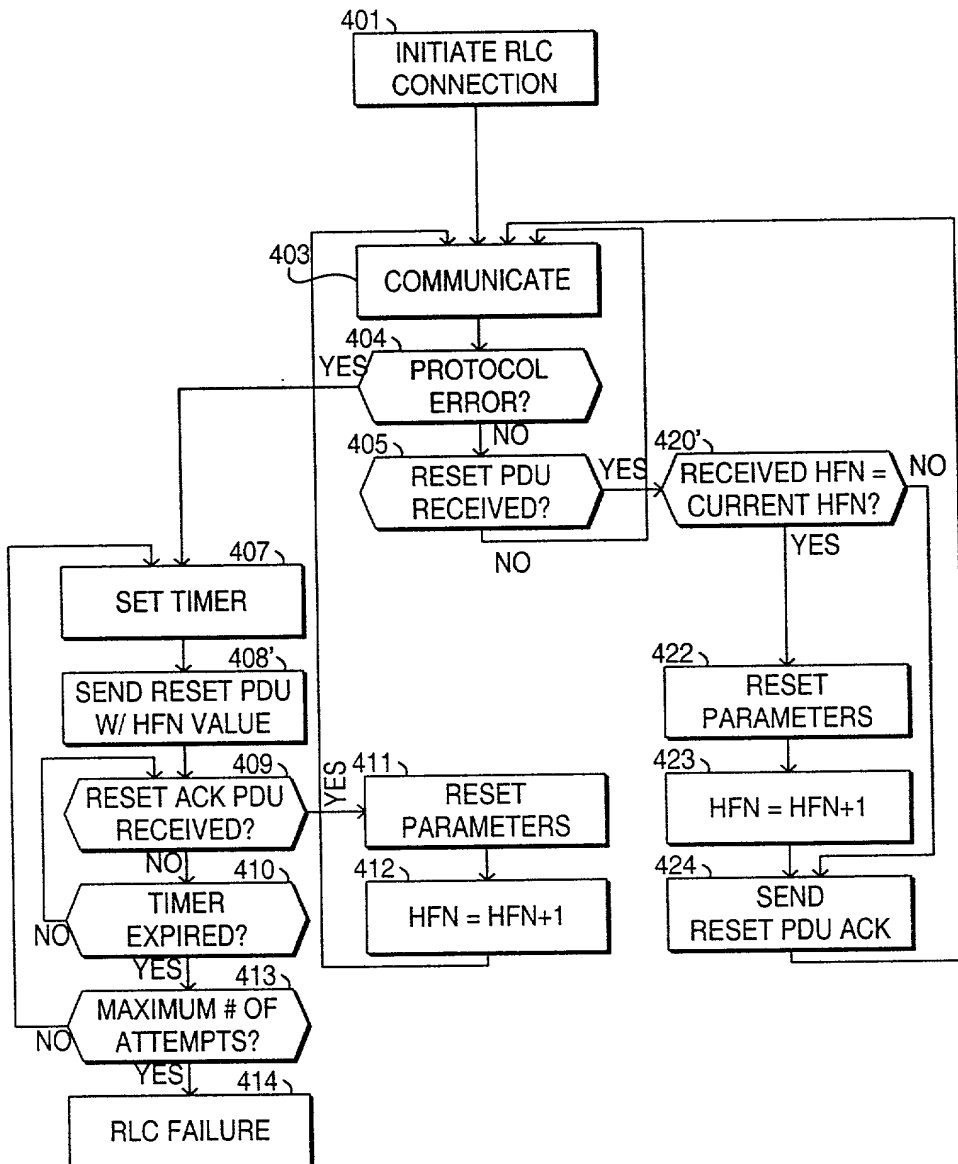 401
INITIATE RLC
CONNECTION
403
COMMUNICATE
404
YES
PROTOCOL
ERROR?
NO
405
RESET PDU
RECEIVED?
YES
NO
420'
RECEIVED HFN =
CURRENT HFN?
NO
YES
407
SET TIMER
408'
SEND RESET PDU
W/ HFN VALUE
409
RESET ACK PDU
RECEIVED?
YES
NO
411
RESET
PARAMETERS
412
HFN = HFN+1
422
RESET
PARAMETERS
423
HFN = HFN+1
424
SEND
RESET PDU ACK
410
TIMER
EXPIRED?
NO
YES
413
MAXIMUM # OF
ATTEMPTS?
NO
YES
414
RLC FAILURE